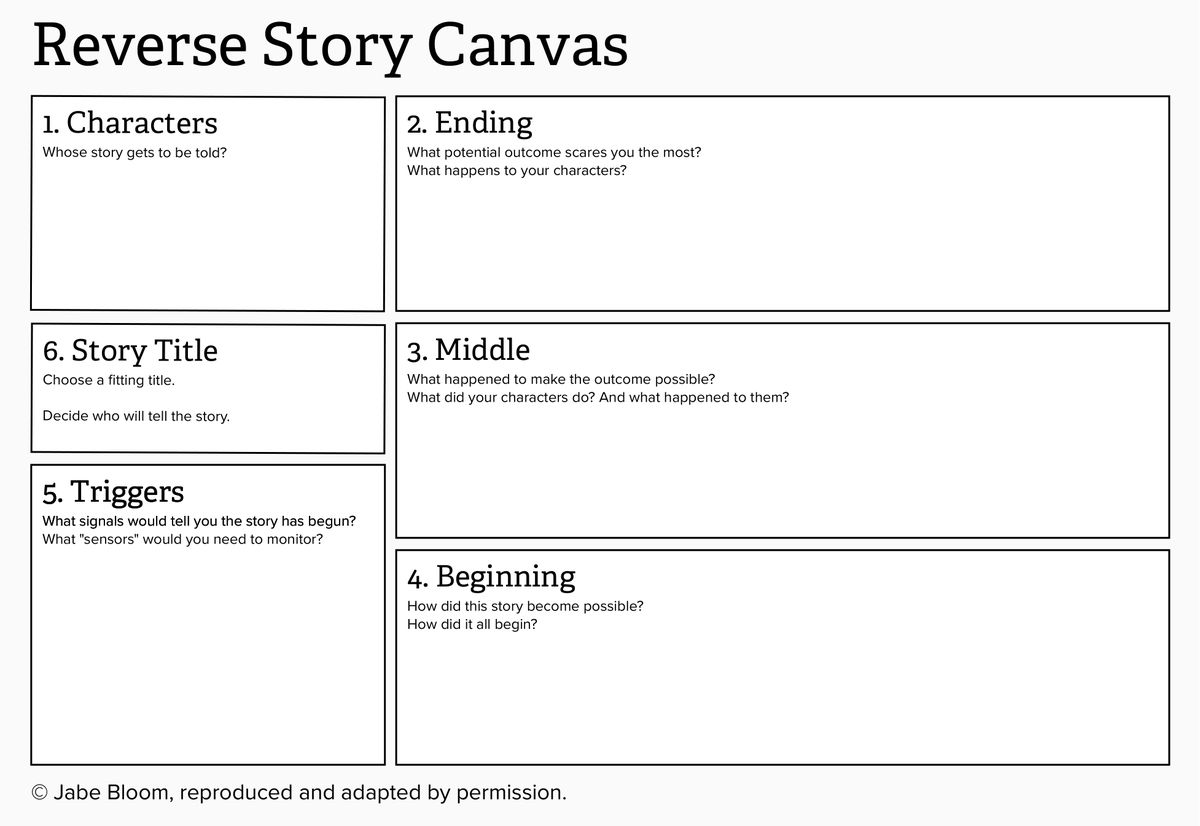 Reverse Story Canvas
1. Characters
Whose story gets to be told?
2. Ending
What potential outcome scares you the most?
What happens to your characters?
6. Story Title
Choose a fitting title.
Decide who will tell the story.
3. Middle
What happened to make the outcome possible?
What did your characters do? And what happened to them?
5. Triggers
What signals would tell you the story has begun?
What "sensors" would you need to monitor?
4. Beginning
How did this story become possible?
How did it all begin?
© Jabe Bloom, reproduced and adapted by permission.